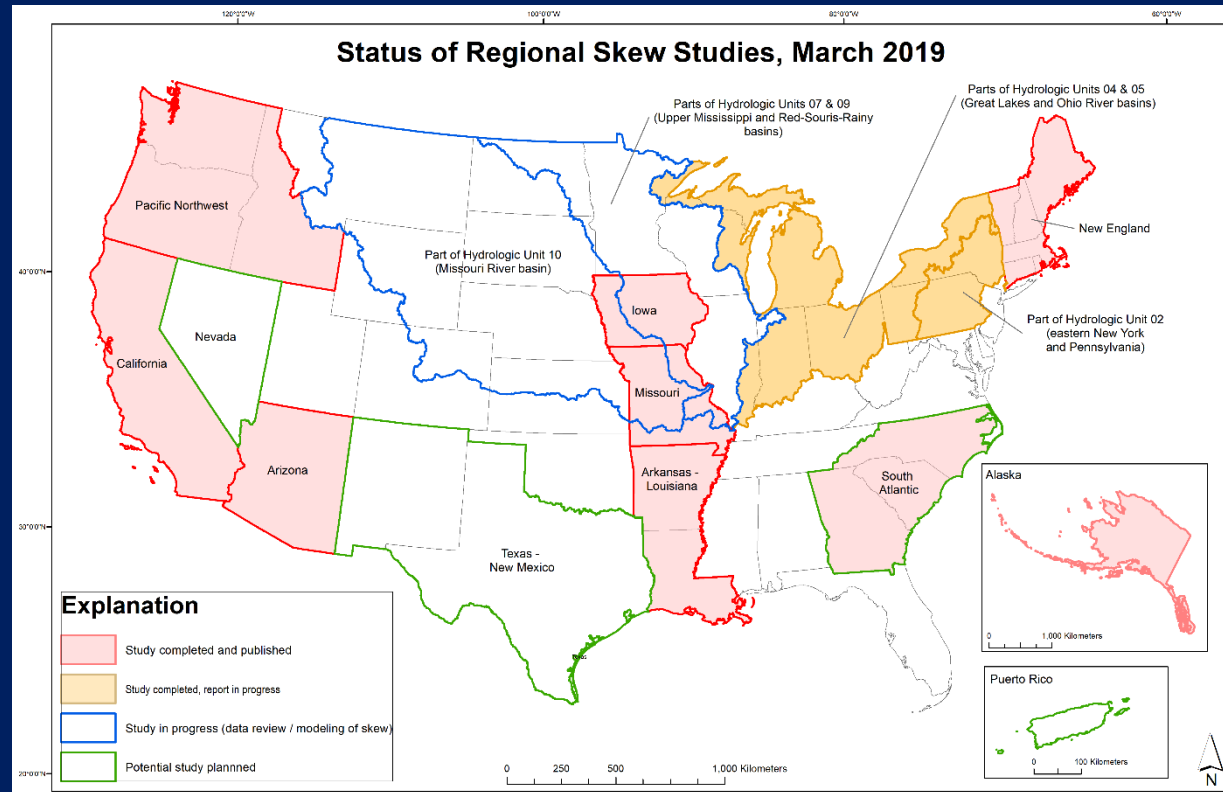 120°0'0"W
100°0'0"W
80°0'0"W
60°0'0"W
Status of Regional Skew Studies, March 2019
Parts of Hydrologic Units 07 & 09
(Upper Mississippi and Red-Souris-Rainy
basins)
Parts of Hydrologic Units 04 & 05
(Great Lakes and Ohio River basins)
Pacific Northwest
New England
Part of Hydrologic Unit 10
(Missouri River basin)
40°0'0"N
Iowa
Part of Hydrologic Unit 02
(eastern New York
and Pennsylvania)
Nevada
California
Missouri
Arizona
Arkansas -
Louisiana
South
Atlantic
Alaska
30°0'0"N
Texas -
New Mexico
0
1,000 Kilometers
Explanation
Study completed and published
Study completed, report in progress
Study in progress (data review / modeling of skew)
Potential study plannned
Puerto Rico
0
100 Kilometers
20°0'0"N
0
250
500
1,000 Kilometers
N